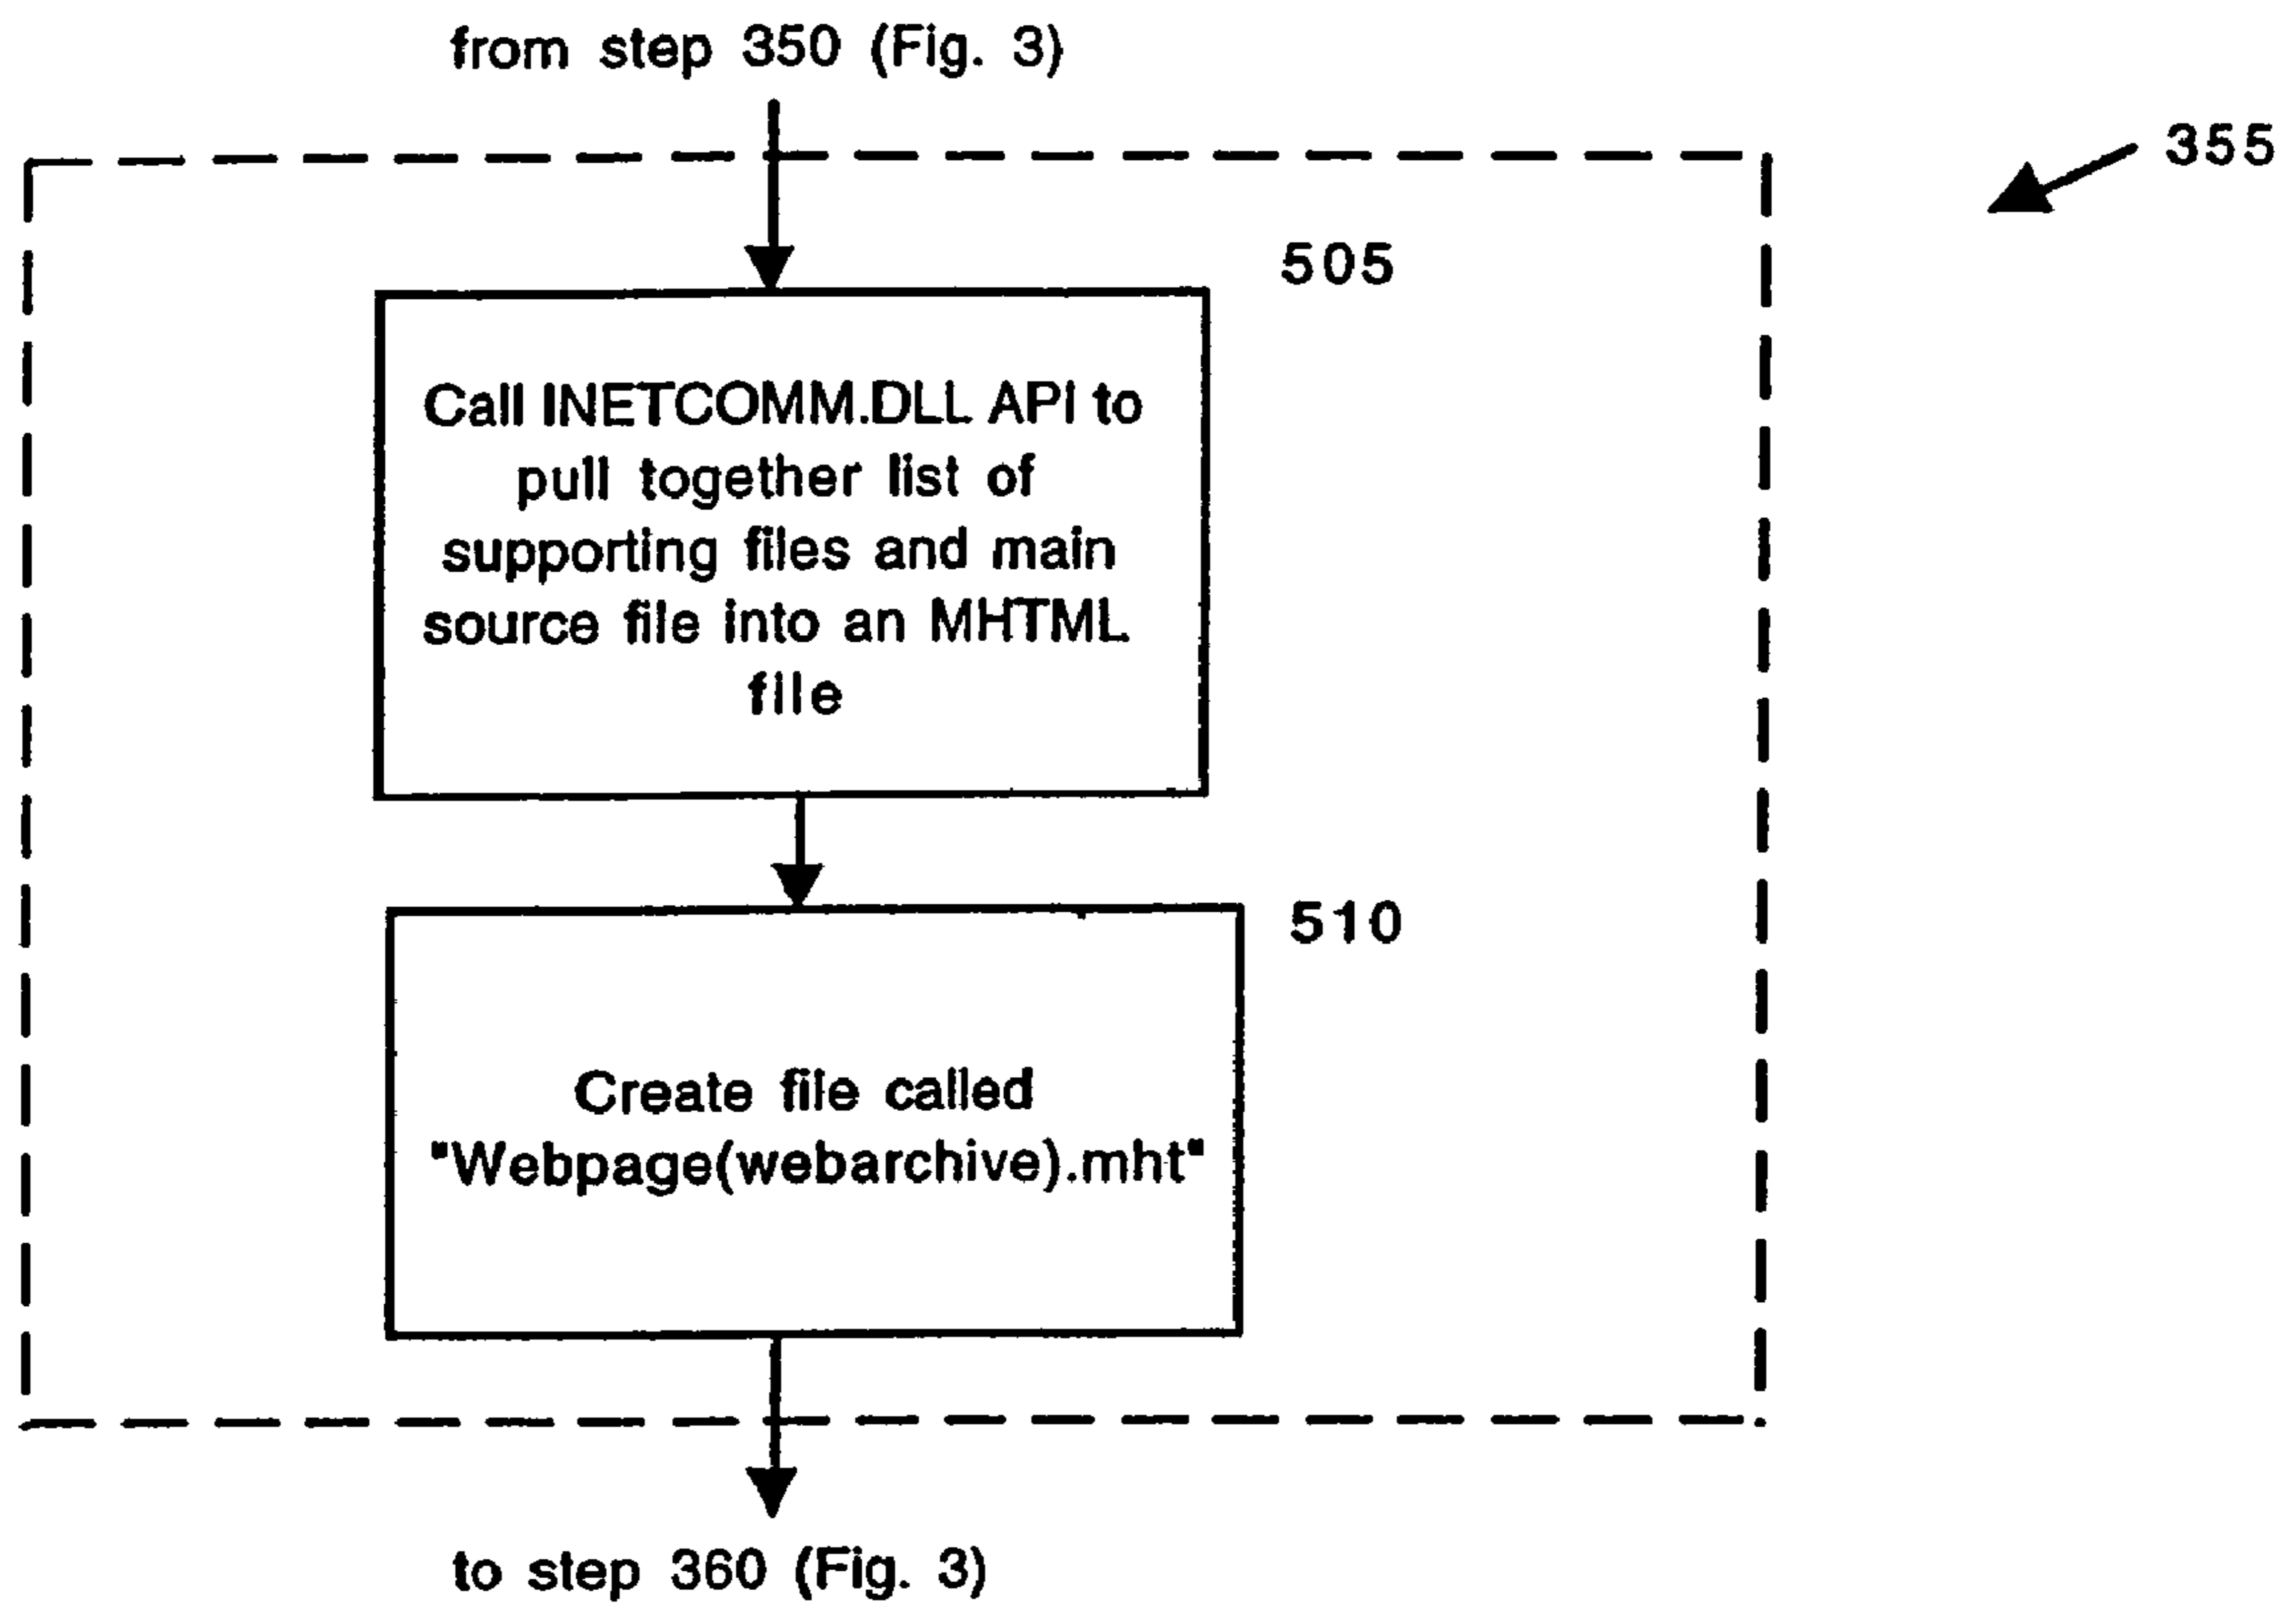 from step 350 (Fig. 3)
355
505
Call INETCOMM.DLL API to
pull together list of
supporting files and main
source file into an MHTML
file
510
Create file called
"Webpage(webarchive).mht"
to step 360 (Fig. 3)